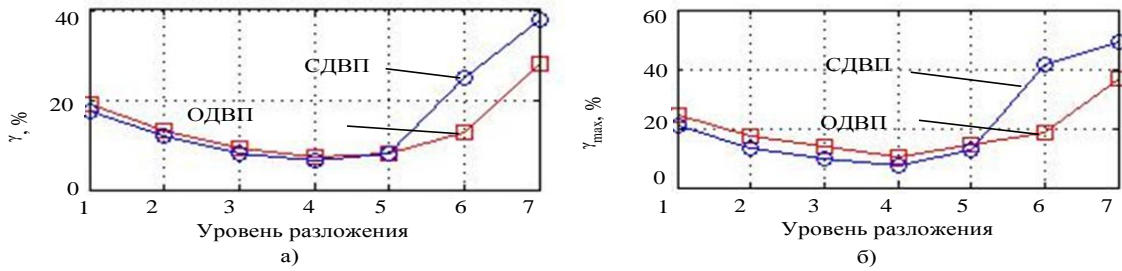 40
20
0
γ, %
СДВП
ОДВП
1 2 3 4 5 6 7
Уровень разложения
а)
60
40
20
0
γmax, %
СДВП
ОДВП
1 2 3 4 5 6 7
Уровень разложения
б)